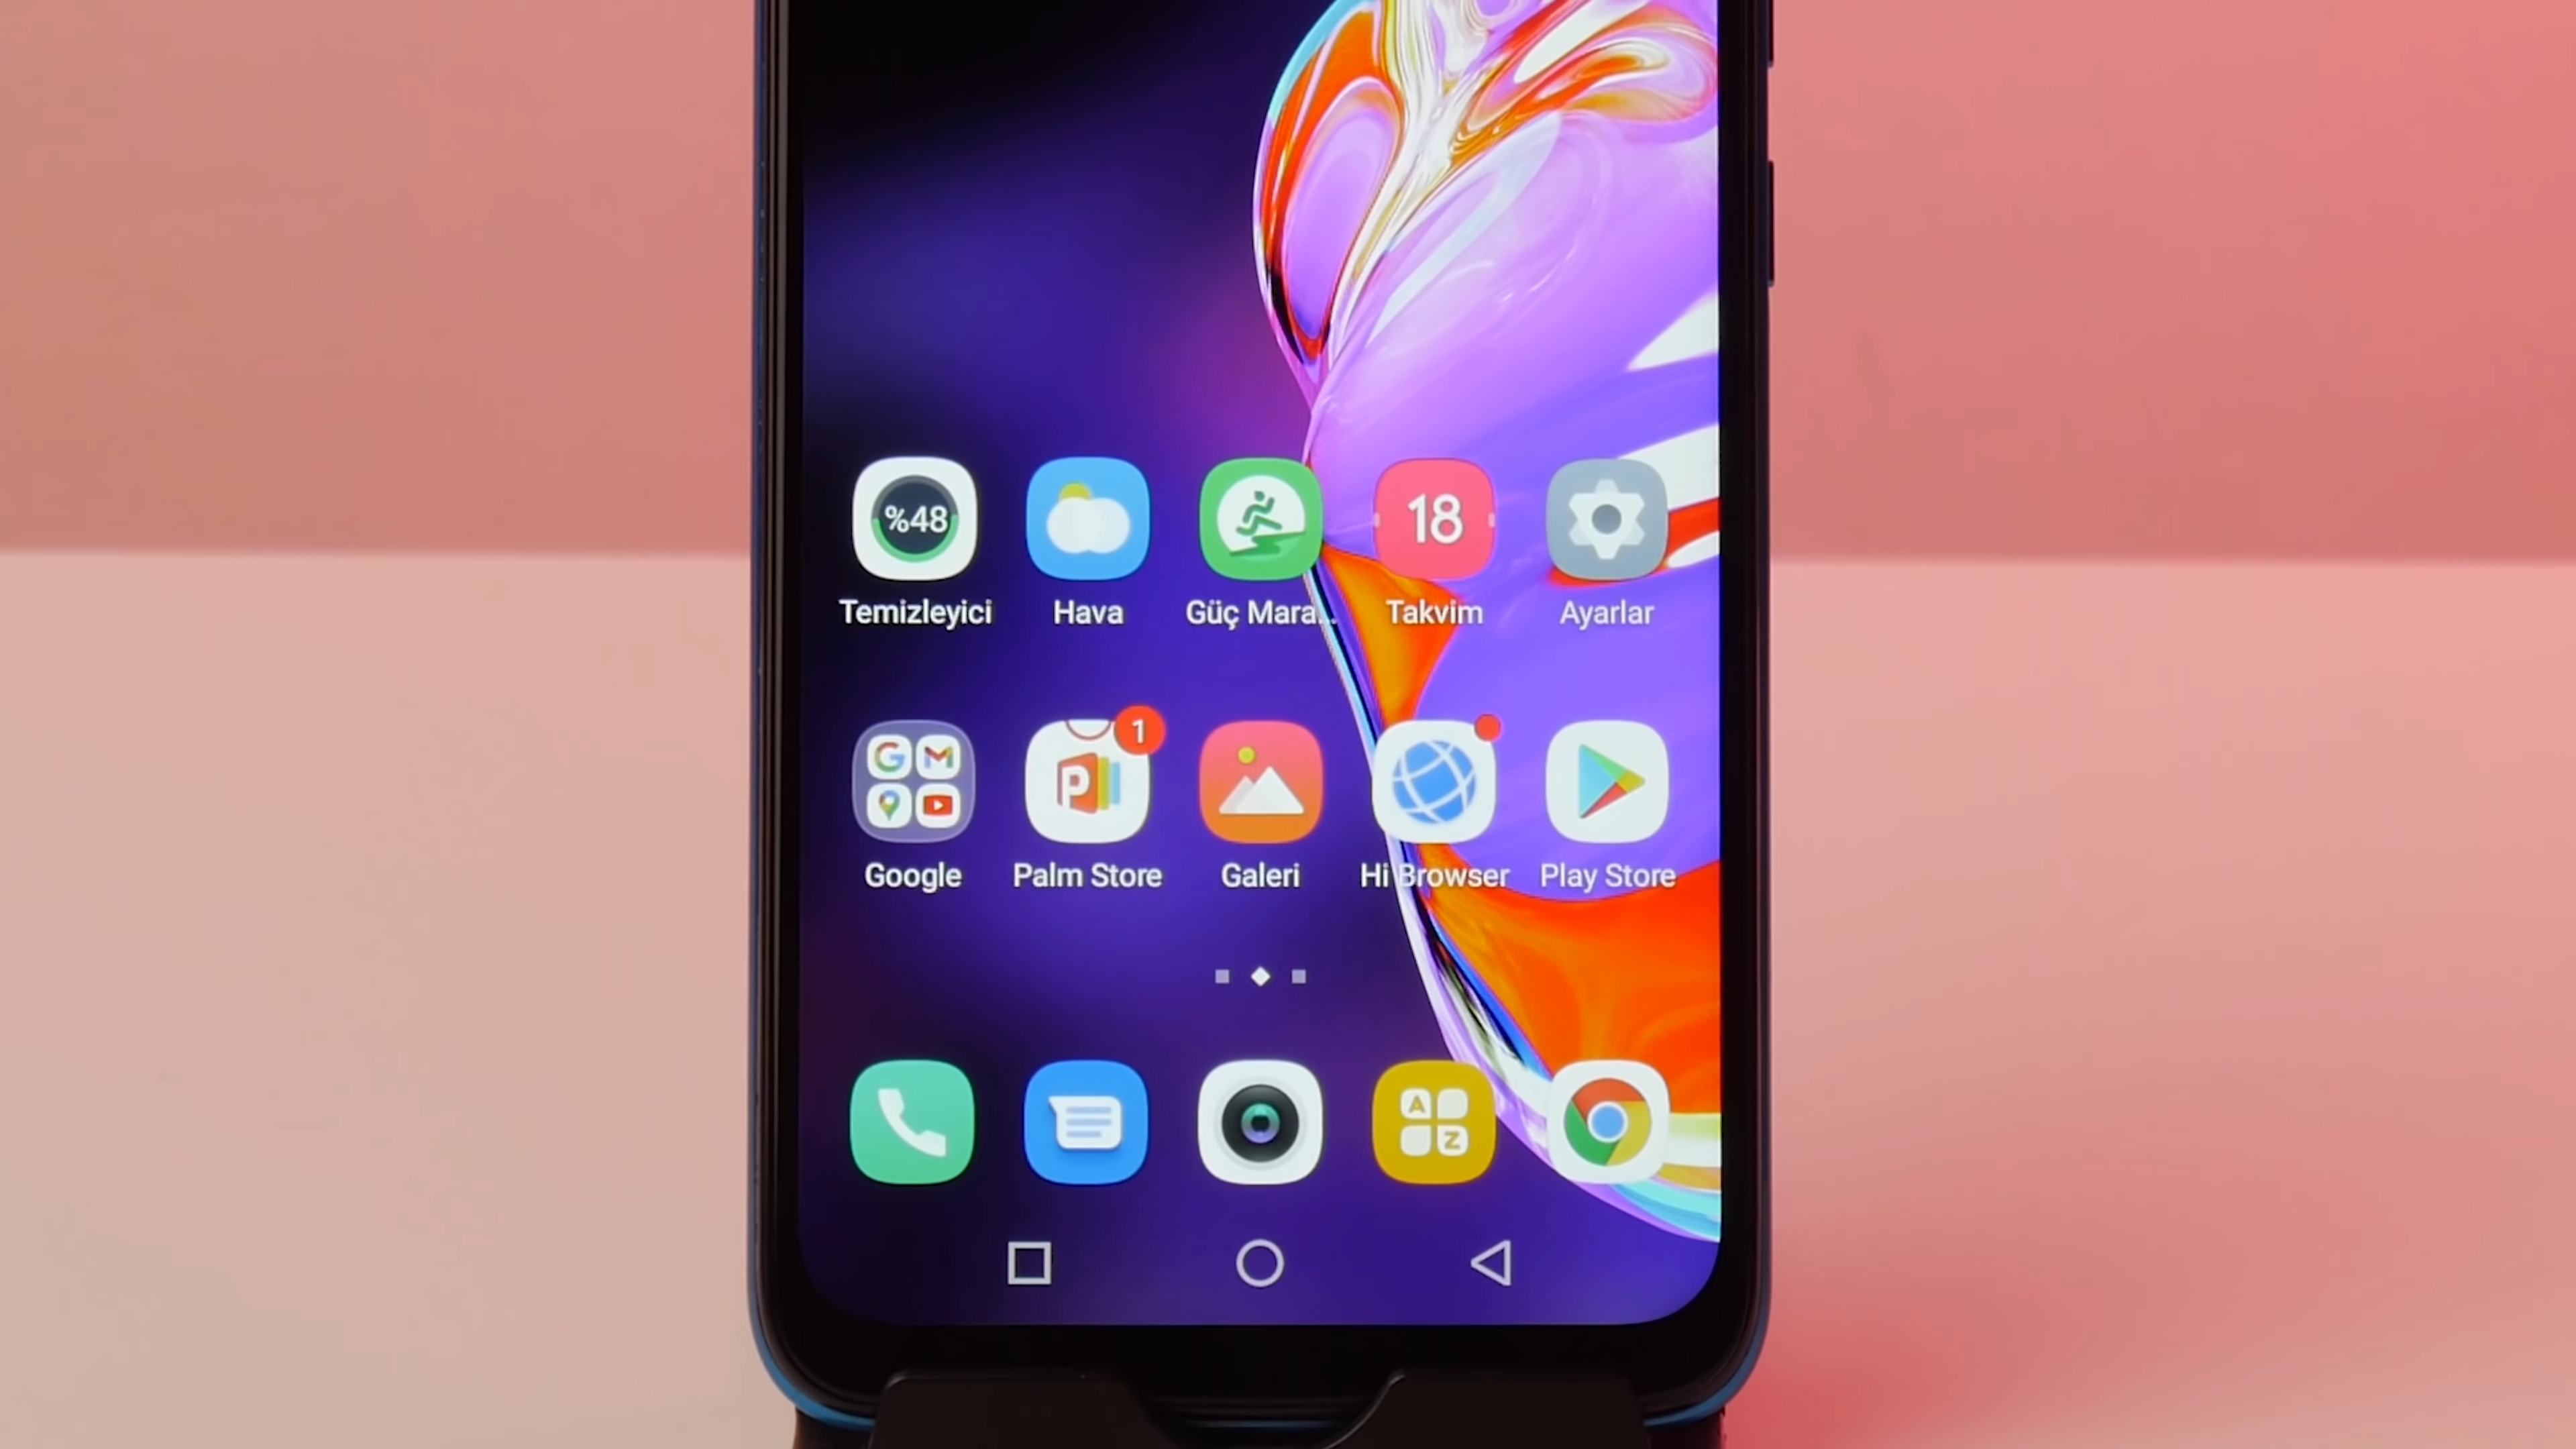 %48
18
Temizleyici
Hava
Güç Mara...
Takvim
Ayarlar
1
P
Google
Palm Store
Galeri
Hi Browser
Play Store
A
Z